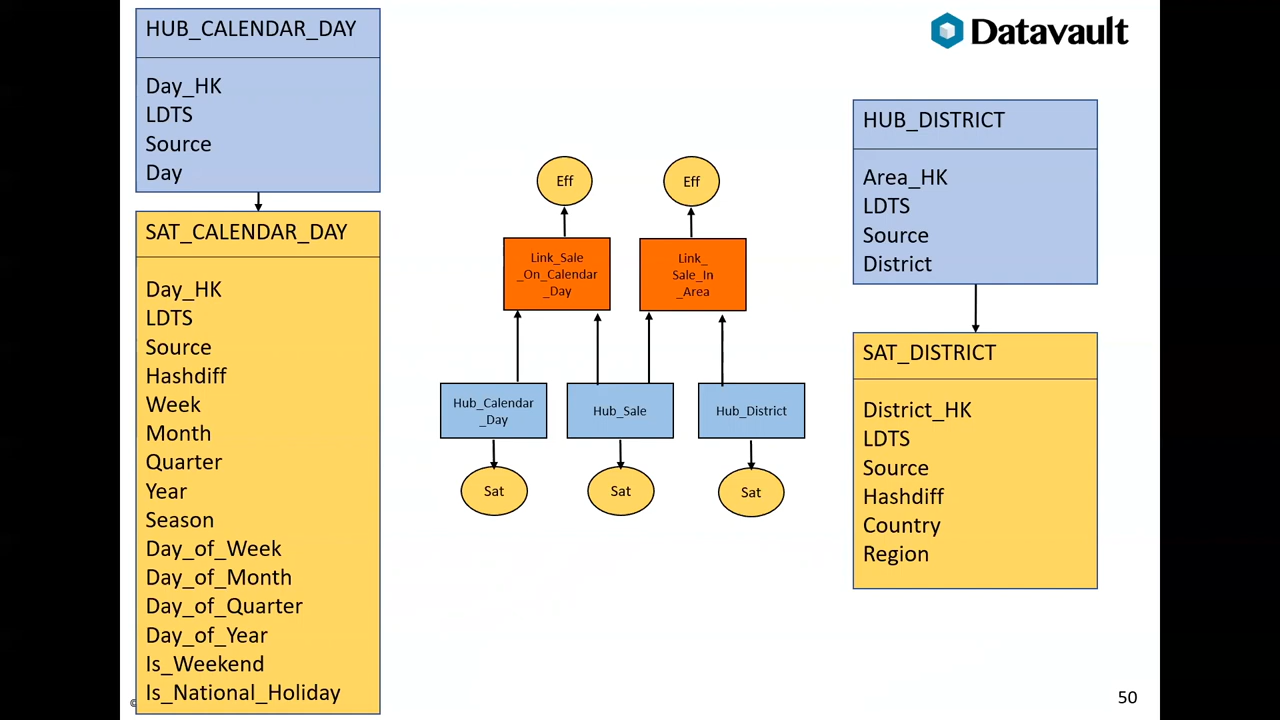 HUB_CALENDAR_DAY
Day_HK
LDTS
Source
Day
SAT_CALENDAR_DAY
Day_HK
LDTS
Source
Hashdiff
Week
Month
Quarter
Year
Season
Day_of_Week
Day_of_Month
Day_of_Quarter
Day_of_Year
Is_Weekend
Is_National_Holiday
©
Eff
Eff
Link_Sale
_On_Calendar
_Day
Link_
Sale_In
_Area
Hub_Calendar
_Day
Hub_Sale
Hub_District
Sat
Sat
Sat
Datavault
HUB_DISTRICT
Area_HK
LDTS
Source
District
SAT_DISTRICT
District_HK
LDTS
Source
Hashdiff
Country
Region
50